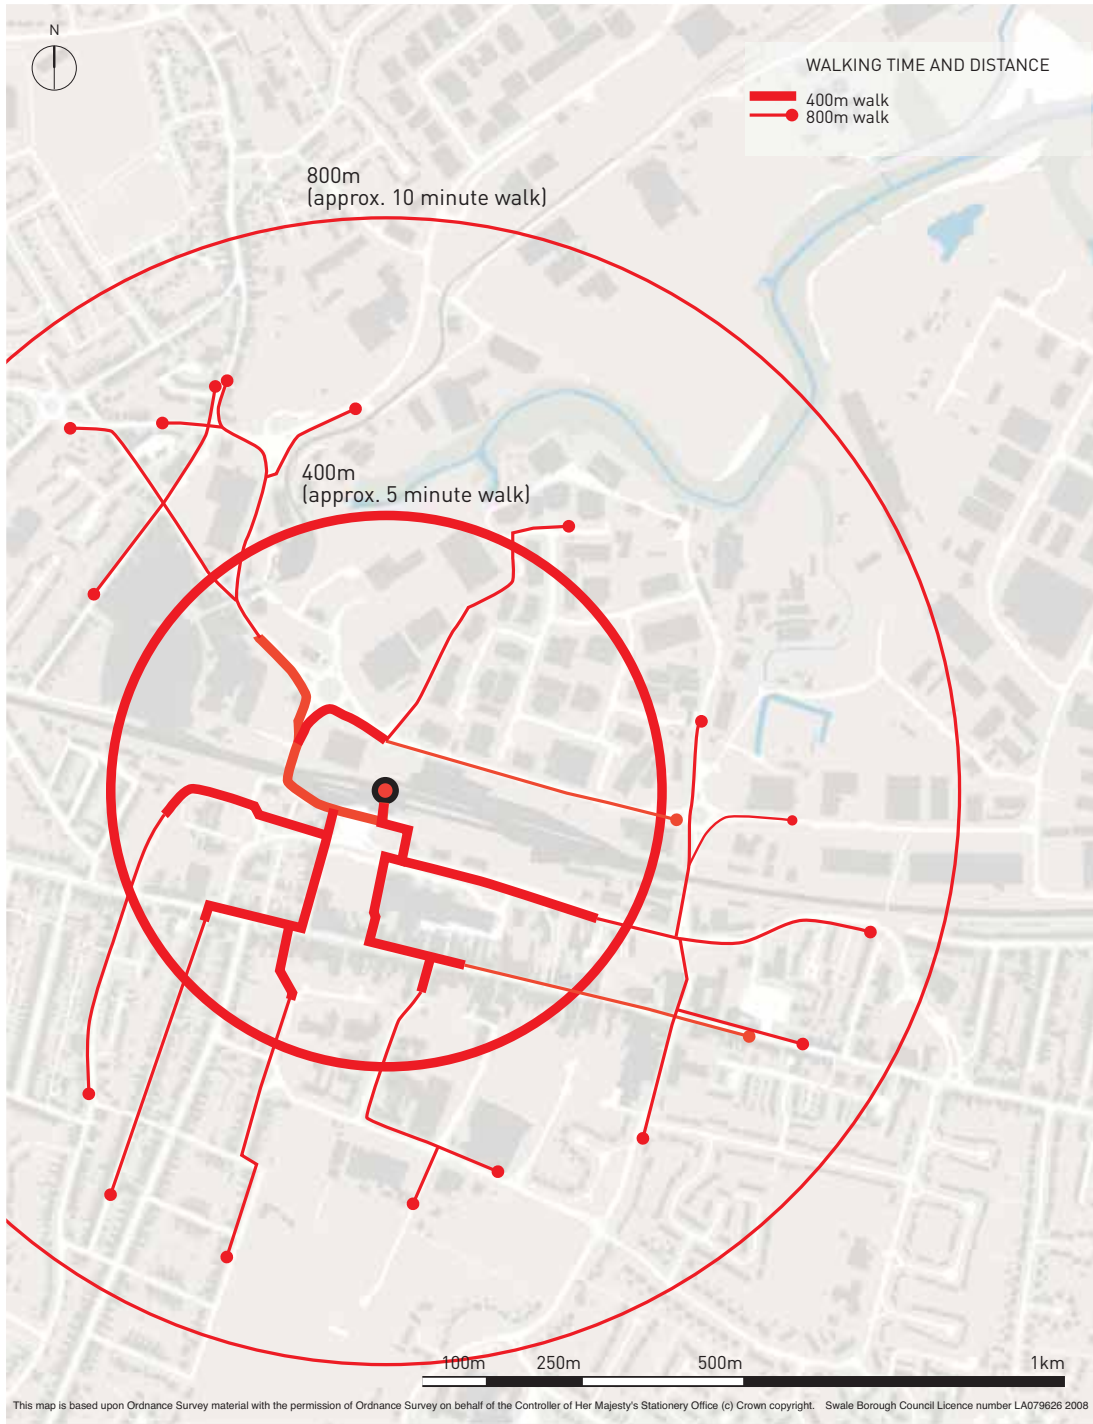 N
WALKING TIME AND DISTANCE
400m walk
800m walk
800m
(approx. 10 minute walk)
400m
(approx. 5 minute walk)
100m 250m 500m 1km
This map is based upon Ordnance Survey material with the permission of Ordnance Survey on behalf of the Controller of Her Majesty's Stationery Office (c) Crown copyright. Swale Borough Council Licence number LA079626 2008